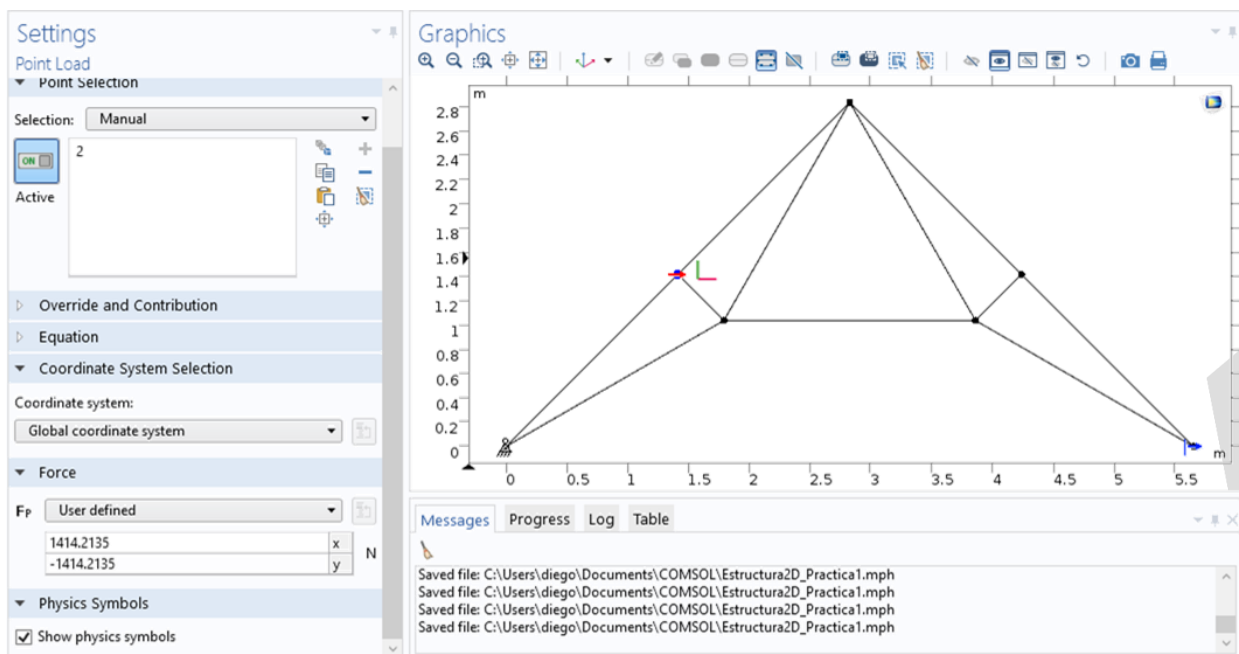 Settings
Point Load
Point Selection
Selection: Manual
ON
Active
2
Override and Contribution
Equation
Coordinate System Selection
Coordinate system:
Global coordinate system
Force
FP User defined
1414.2135 x
-1414.2135 y
N
Physics Symbols
Show physics symbols
Graphics
m
2.8
2.6
2.4
2.2
2
1.8
1.6
1.4
1.2
1
0.8
0.6
0.4
0.2
0
m
0 0.5 1 1.5 2 2.5 3 3.5 4 4.5 5 5.5
Messages Progress Log Table
Saved file: C:\Users\diego\Documents\COMSOL\Estructura2D_Practica1.mph
Saved file: C:\Users\diego\Documents\COMSOL\Estructura2D_Practica1.mph
Saved file: C:\Users\diego\Documents\COMSOL\Estructura2D_Practica1.mph
Saved file: C:\Users\diego\Documents\COMSOL\Estructura2D_Practica1.mph